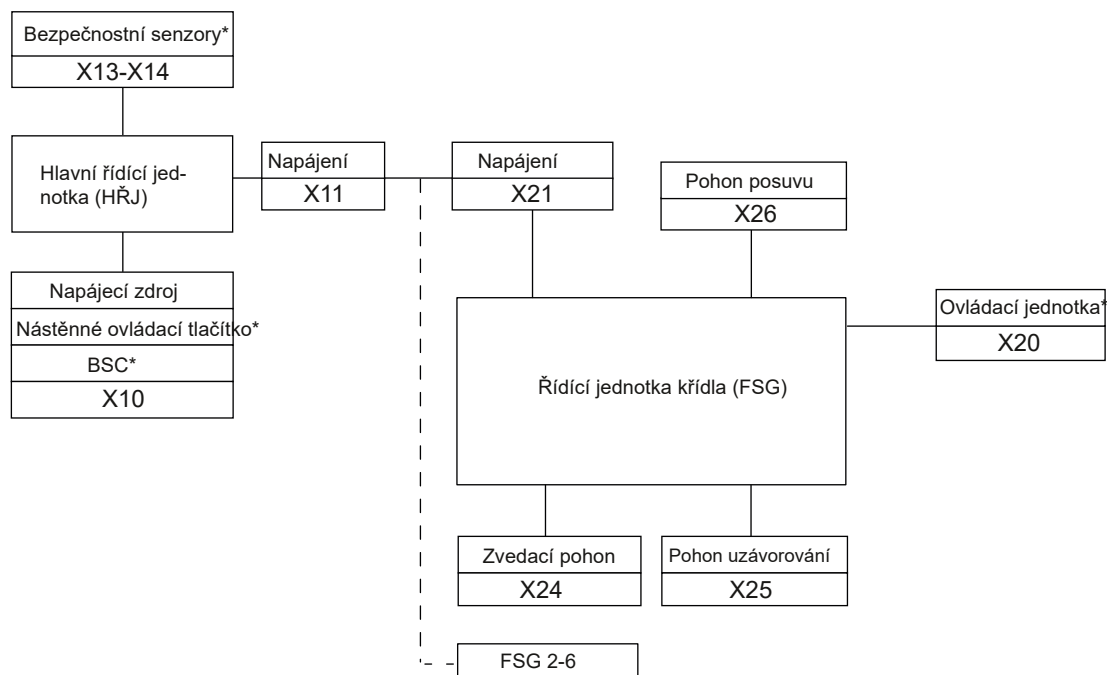 Bezpečnostní senzory*
X13-X14
Hlavní řídící jed-
notka (HŘJ)
Napájení
X11
Napájení
X21
Pohon posuvu
X26
Napájecí zdroj
Nástěnné ovládací tlačítko*
BSC*
X10
Ovládací jednotka*
X20
Řídící jednotka křídla (FSG)
Zvedací pohon
X24
Pohon uzávorování
X25
FSG 2-6